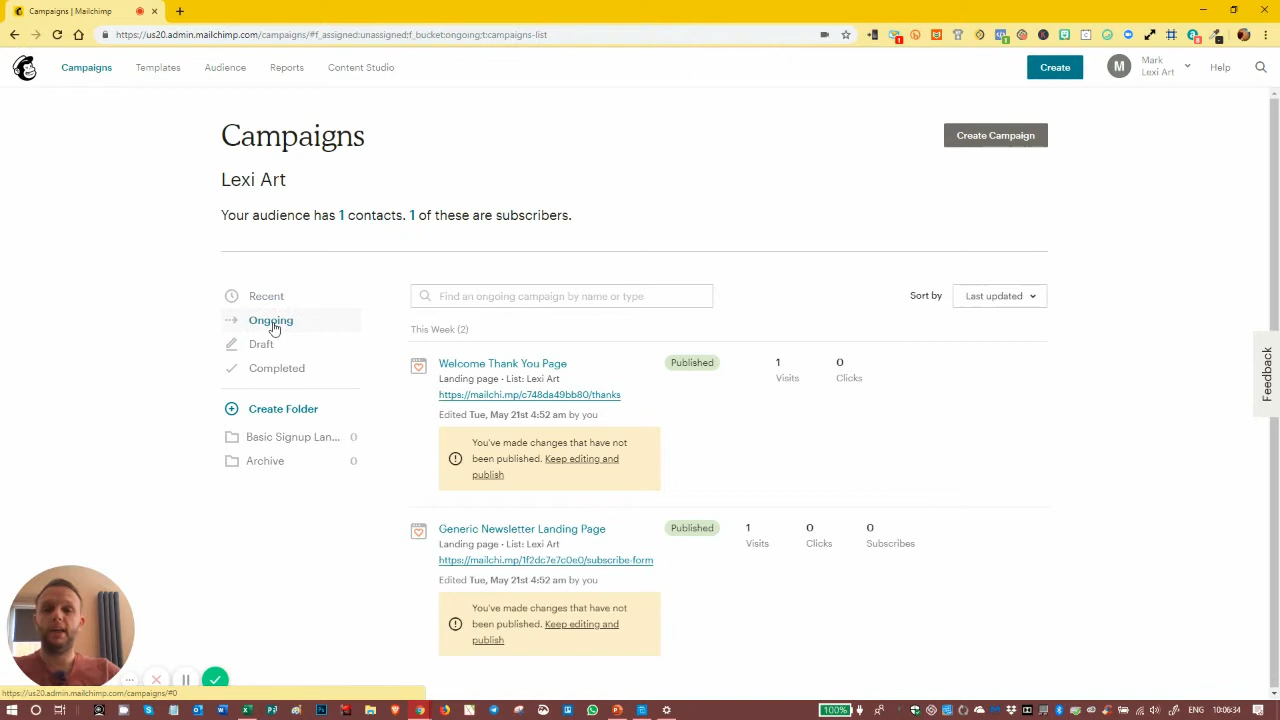 Campaigns | Mailchimp
https://us20.admin.mailchimp.com/campaigns/#f_assigned:unassigned;f_bucket:ongoing;t:campaigns-list
Campaigns
Templates
Audience
Reports
Content Studio
Create
M
Mark
Lexi Art
Help
Campaigns
Create Campaign
Lexi Art
Your audience has 1 contacts. 1 of these are subscribers.
Recent
Ongoing
Draft
Completed
Create Folder
Basic Signup Lan... 0
Archive 0
Find an ongoing campaign by name or type
Sort by
Last updated
This Week (2)
Welcome Thank You Page
Landing page · List: Lexi Art
https://mailchi.mp/c748da49bb80/thanks
Edited Tue, May 21st 4:52 am by you
Published
1
Visits
0
Clicks
You've made changes that have not
been published. Keep editing and
publish
Generic Newsletter Landing Page
Landing page · List: Lexi Art
https://mailchi.mp/1f2dc7e7c0e0/subscribe-form
Edited Tue, May 21st 4:52 am by you
Published
1
Visits
0
Clicks
0
Subscribes
You've made changes that have not
been published. Keep editing and
publish
Feedback
https://us20.admin.mailchimp.com/campaigns/#0
100%
ENG
10:06:34